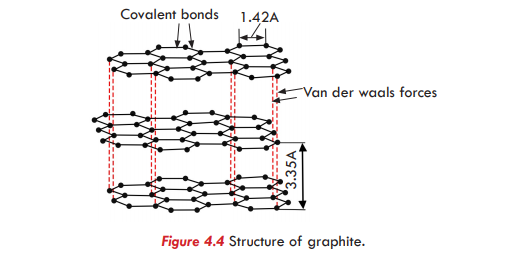 Covalent bonds 1.42A
Van der waals forces
3.35A
Figure 4.4 Structure of graphite.